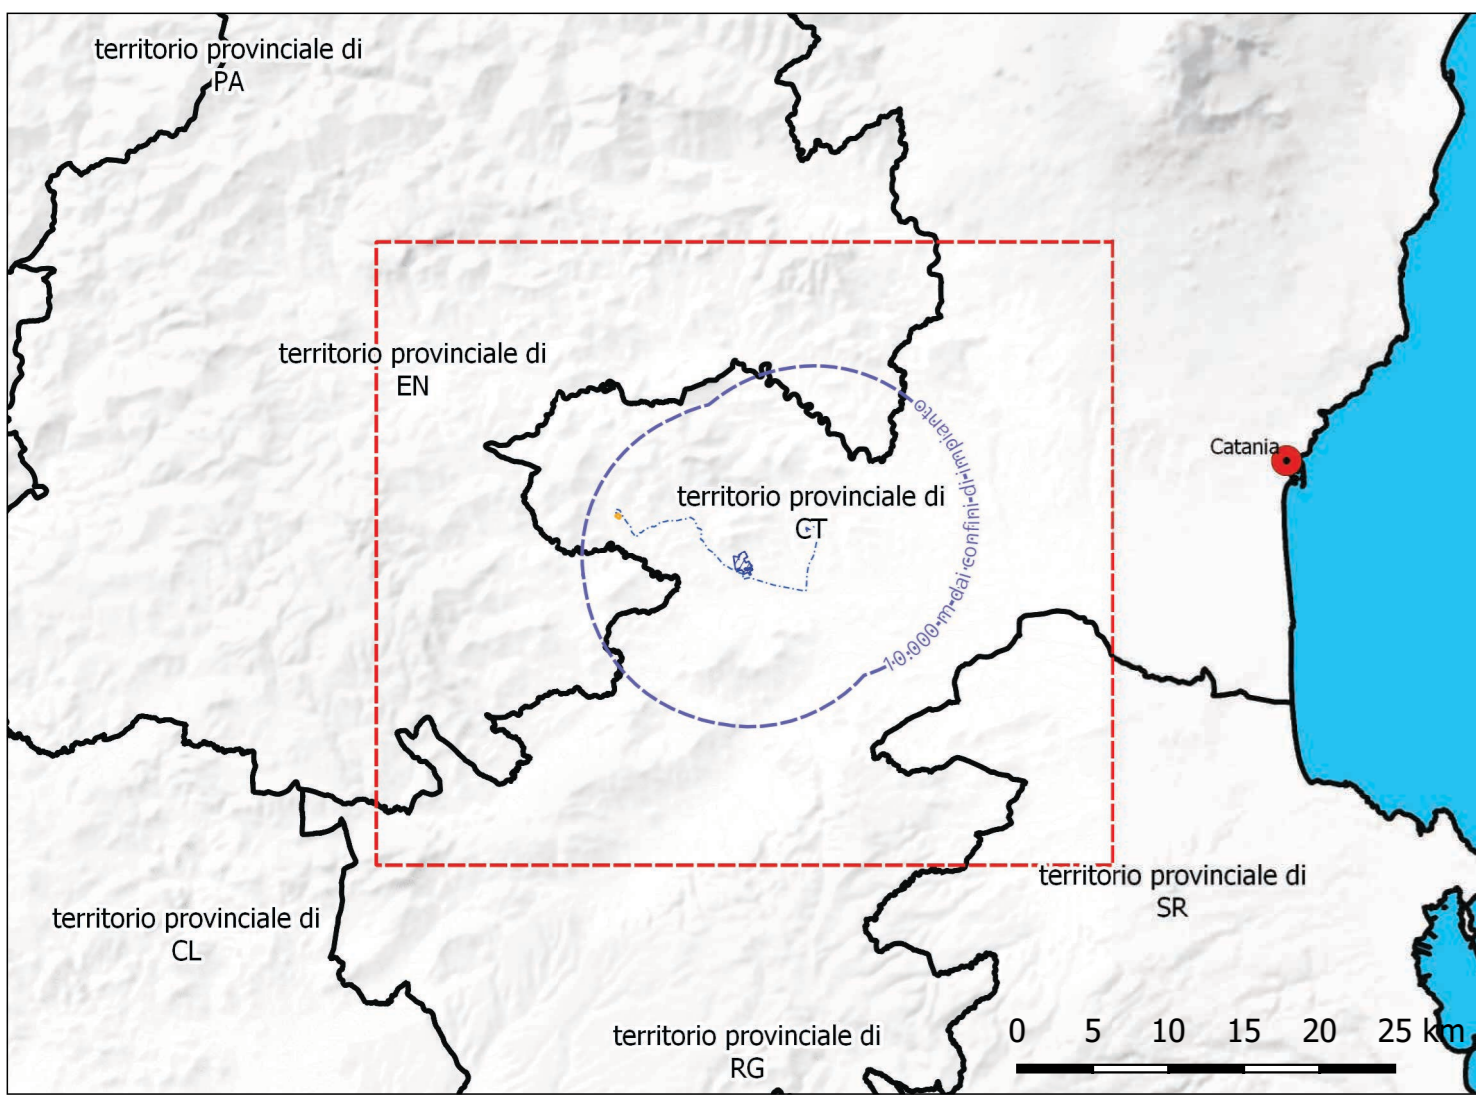 territorio provinciale di
PA
territorio provinciale di
EN
Catania
territorio provinciale di
CT
10.000 m dai confini di impianto
territorio provinciale di
SR
territorio provinciale di
CL
territorio provinciale di
RG
0 5 10 15 20 25 km